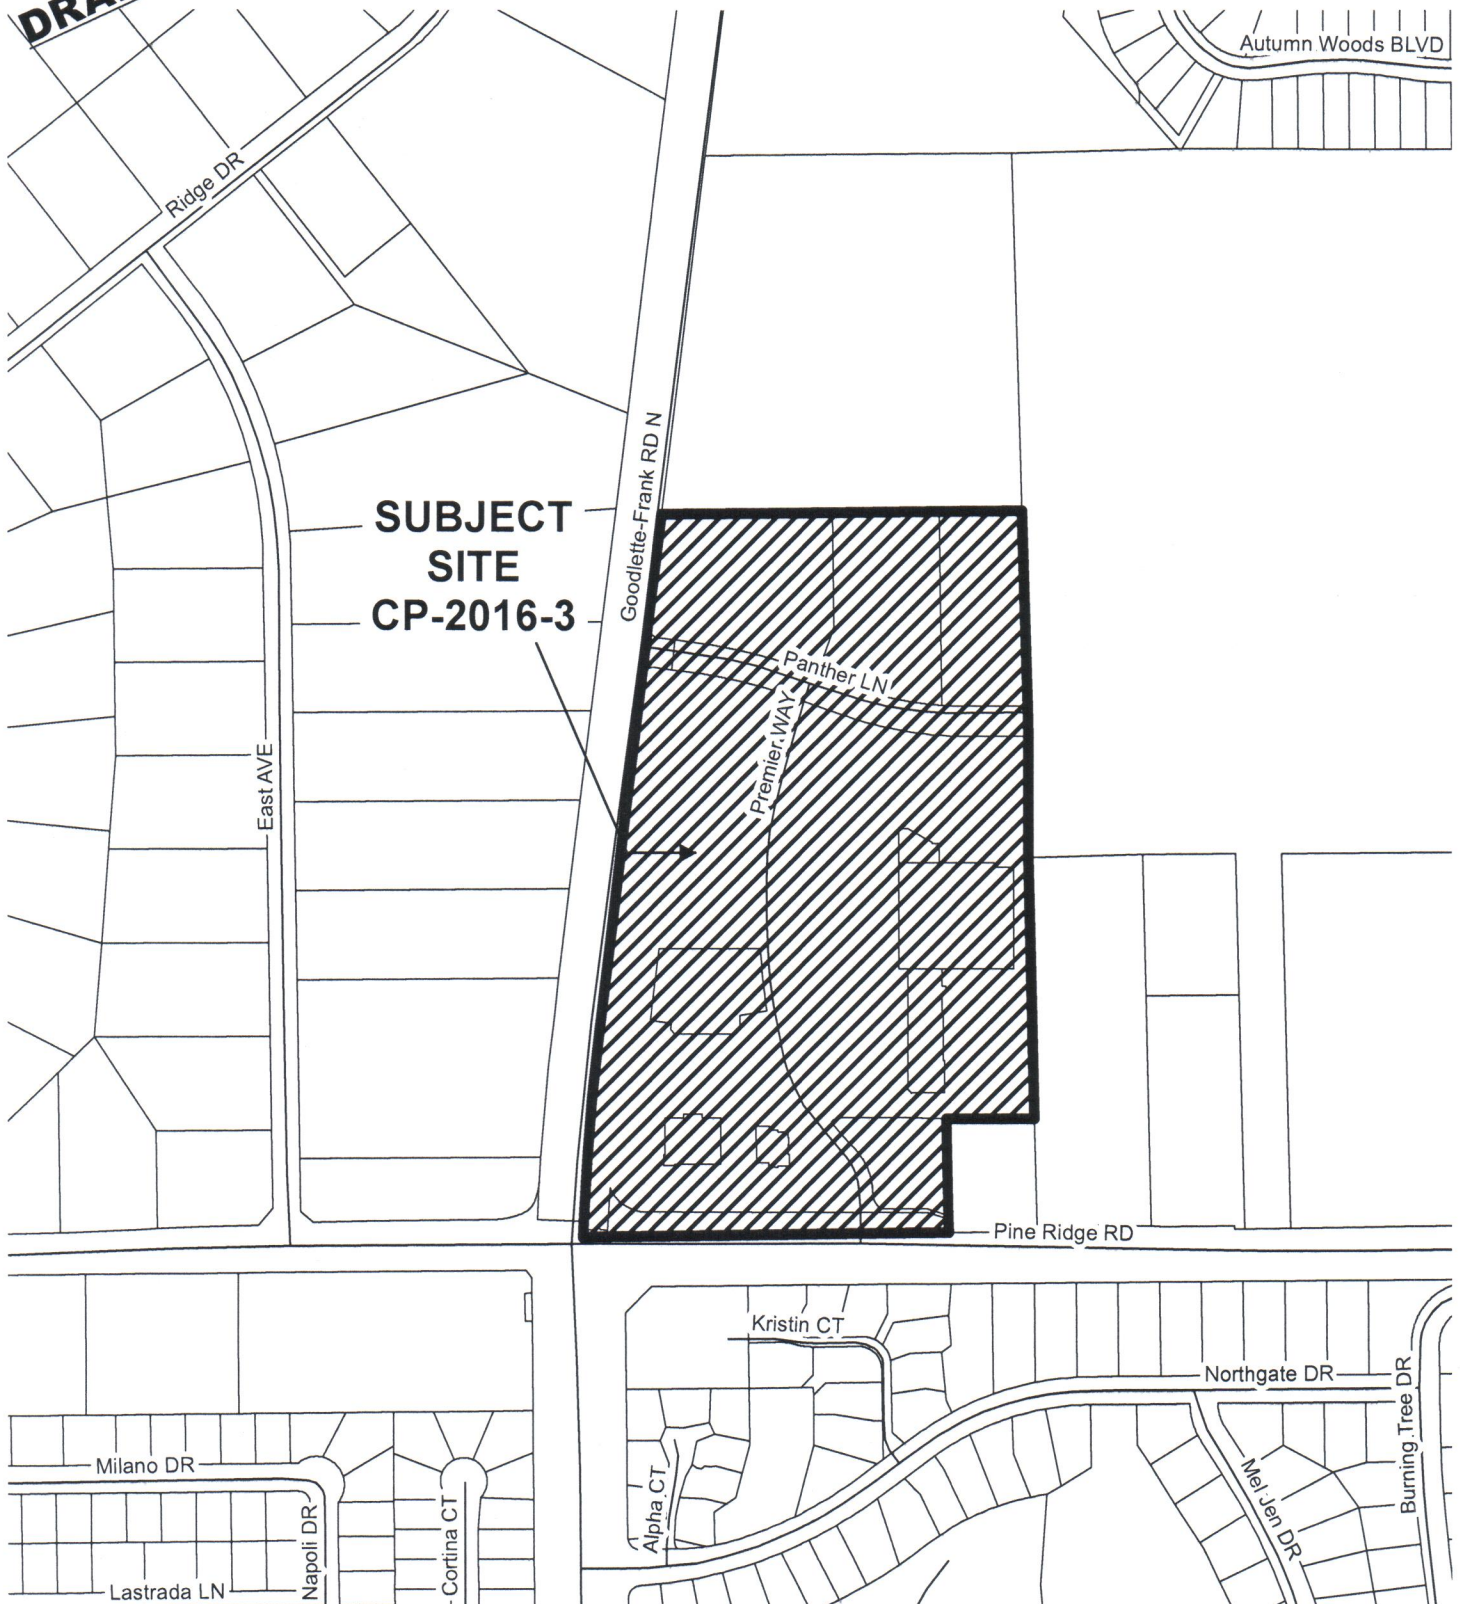 Autumn Woods BLVD
Ridge DR
Goodlette-Frank RD N
SUBJECT
SITE
CP-2016-3
Panther LN
Premier WAY
East AVE
Pine Ridge RD
Kristin CT
Northgate DR
Burning Tree DR
Milano DR
Mel Jen DR
Alpha CT
Cortina CT
Napoli DR
Lastrada LN